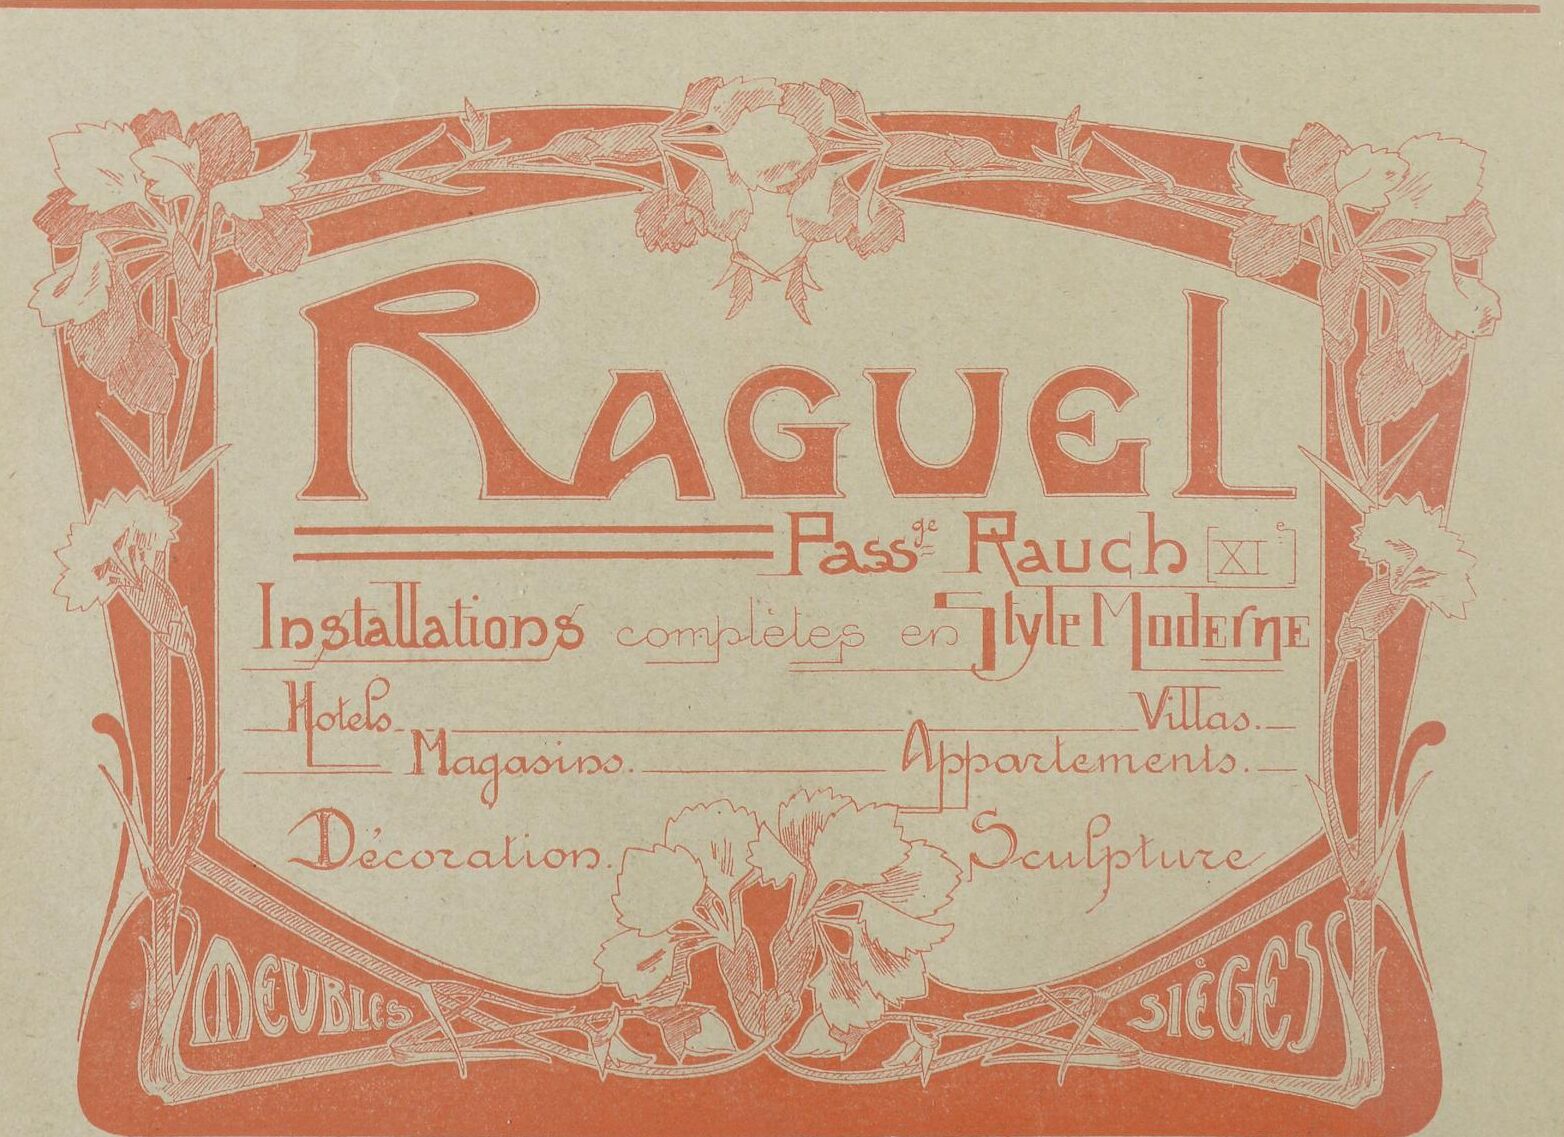 RAGUEL
Passge Rauch [XIe]
Installations complètes en Style Moderne
Hotels Villas.
Magasins. Appartements.
Décoration. Sculpture
MEUBLES SIÈGES